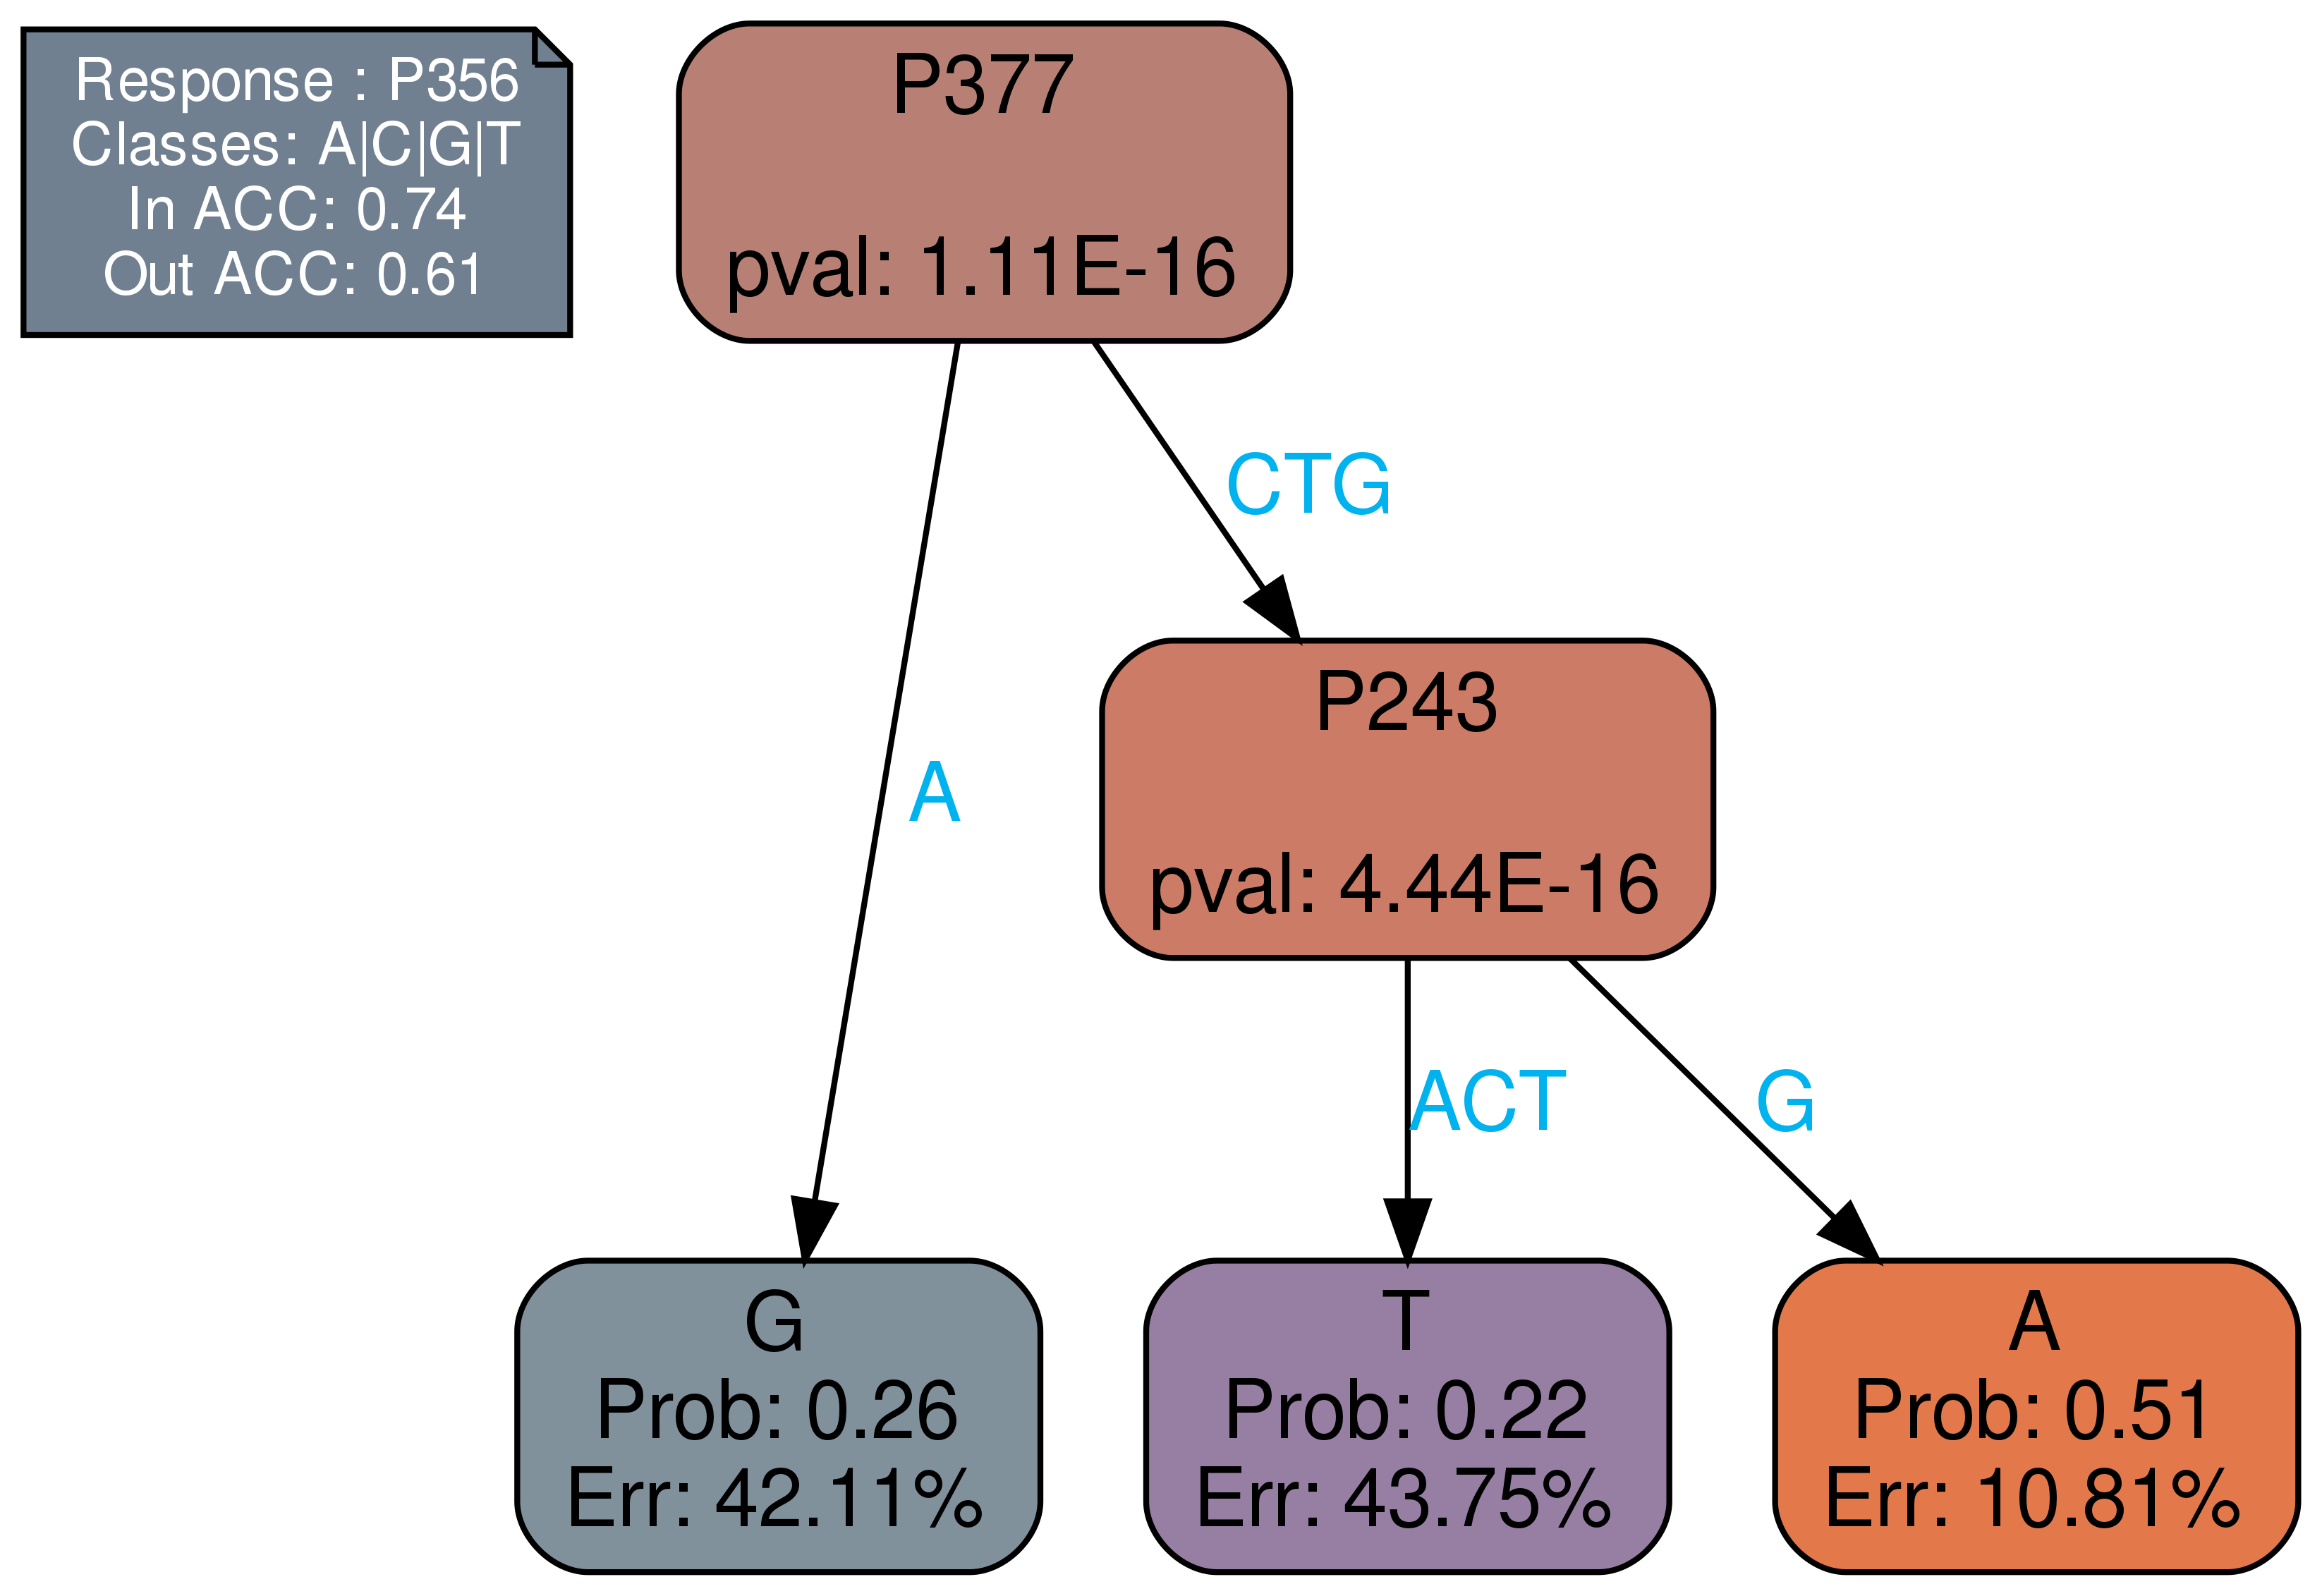 Response : P356
Classes: A|C|G|T
In ACC: 0.74
Out ACC: 0.61
P377
pval: 1.11E-16
CTG
A
P243
pval: 4.44E-16
ACT
G
G
Prob: 0.26
Err: 42.11%
T
Prob: 0.22
Err: 43.75%
A
Prob: 0.51
Err: 10.81%